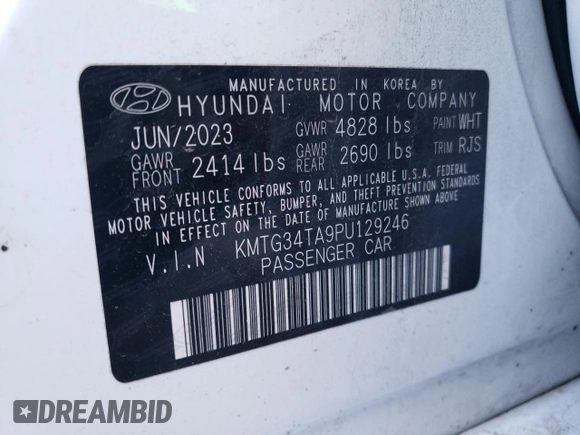 MANUFACTURED IN KOREA BY
HYUNDAI MOTOR COMPANY
JUN/2023 GVWR 4828 lbs PAINT WHT
GAWR FRONT 2414 lbs GAWR REAR 2690 lbs TRIM RJS
THIS VEHICLE CONFORMS TO ALL APPLICABLE U.S.A. FEDERAL
MOTOR VEHICLE SAFETY, BUMPER, AND THEFT PREVENTION STANDARDS
IN EFFECT ON THE DATE OF MANUFACTURE SHOWN ABOVE.
V.I.N KMTG34TA9PU129246
PASSENGER CAR
DREAMBID